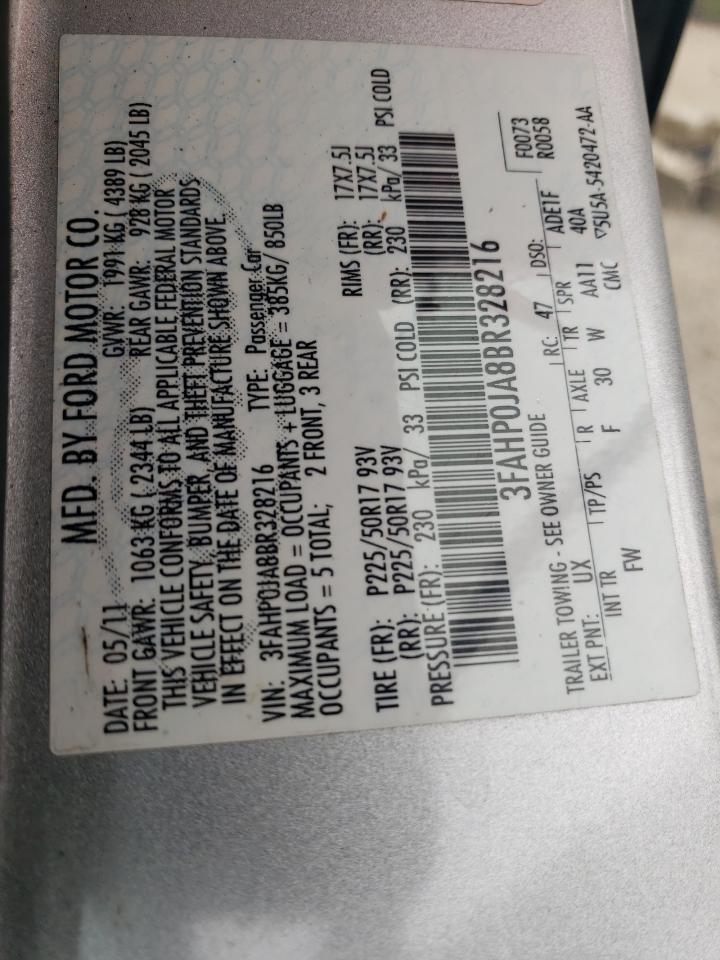 MFD. BY FORD MOTOR CO.
DATE: 05/11 GVWR: 1991 KG ( 4389 LB)
FRONT GAWR: 1063 KG ( 2344 LB) REAR GAWR: 928 KG ( 2045 LB)
THIS VEHICLE CONFORMS TO ALL APPLICABLE FEDERAL MOTOR
VEHICLE SAFETY, BUMPER, AND THEFT PREVENTION STANDARDS
IN EFFECT ON THE DATE OF MANUFACTURE SHOWN ABOVE
VIN: 3FAHP0JA8BR328216 TYPE: Passenger Car
MAXIMUM LOAD = OCCUPANTS + LUGGAGE = 385KG/ 850LB
OCCUPANTS = 5 TOTAL; 2 FRONT, 3 REAR
TIRE (FR): P225/50R17 93V RIMS (FR): 17X7.5J
(RR): P225/50R17 93V (RR): 17X7.5J
PRESSURE (FR): 230 kPa/ 33 PSI COLD (RR): 230 kPa/ 33 PSI COLD
3FAHP0JA8BR328216
F0073
R0058
TRAILER TOWING - SEE OWNER GUIDE RC: 47 DSO: ADE1F
EXT PNT: UX TP/PS R AXLE TR SPR 40A
INT TR F 30 W AA11 ▽5U5A-5420472-AA
FW CMC